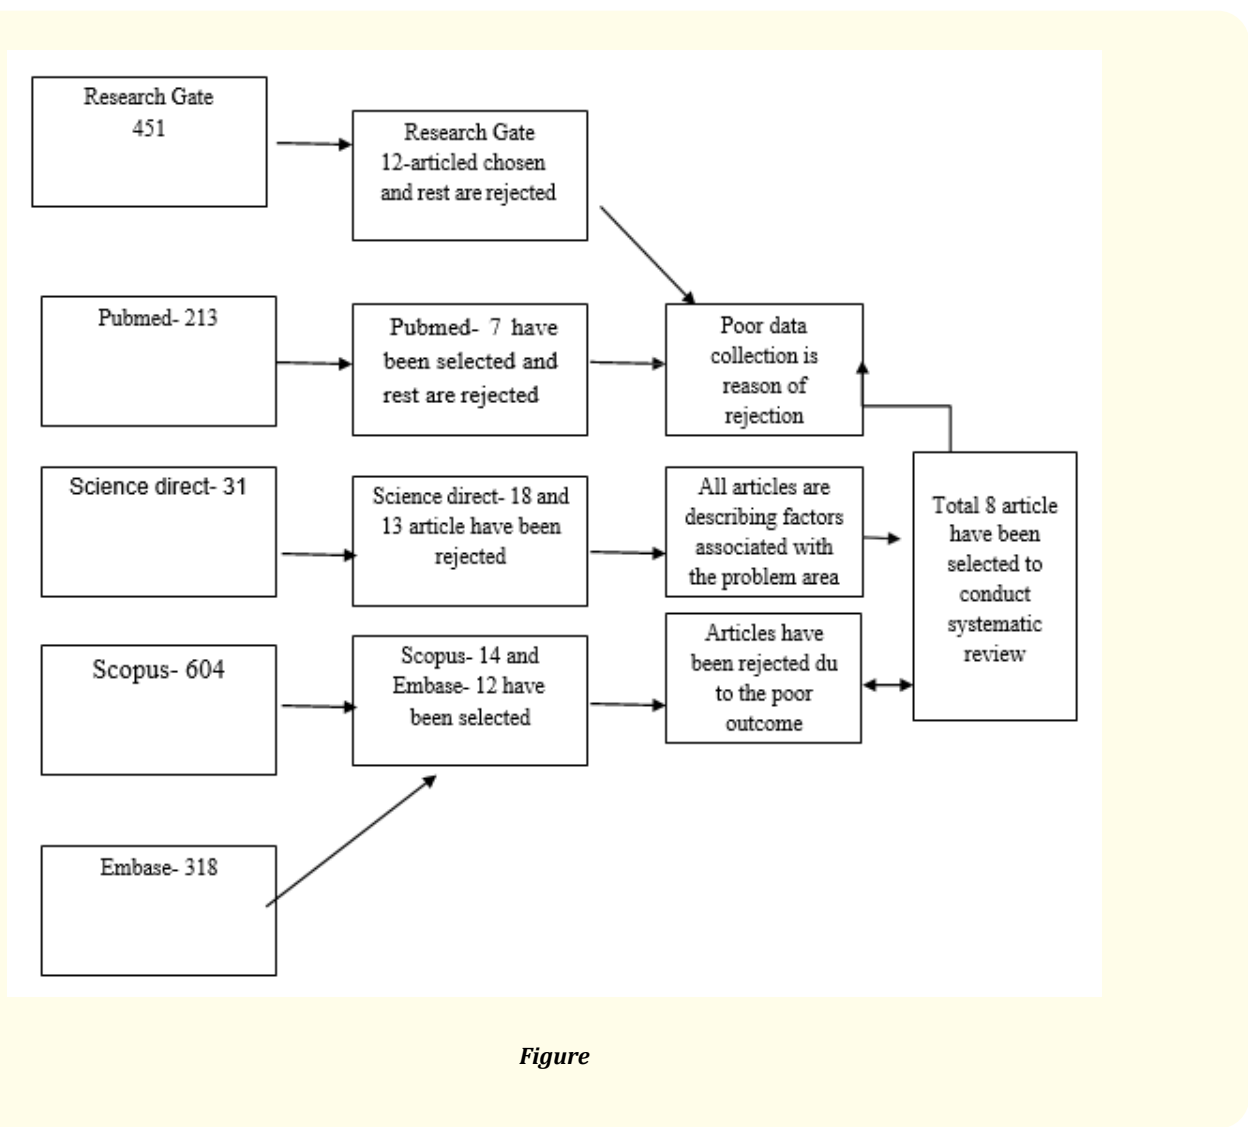 Research Gate
451
Research Gate
12-articled chosen
and rest are rejected
Pubmed- 213
Pubmed- 7 have
been selected and
rest are rejected
Poor data
collection is
reason of
rejection
Science direct- 31
Science direct- 18 and
13 article have been
rejected
All articles are
describing factors
associated with
the problem area
Total 8 article
have been
selected to
conduct
systematic
review
Scopus- 604
Scopus- 14 and
Embase- 12 have
been selected
Articles have
been rejected du
to the poor
outcome
Embase- 318
Figure